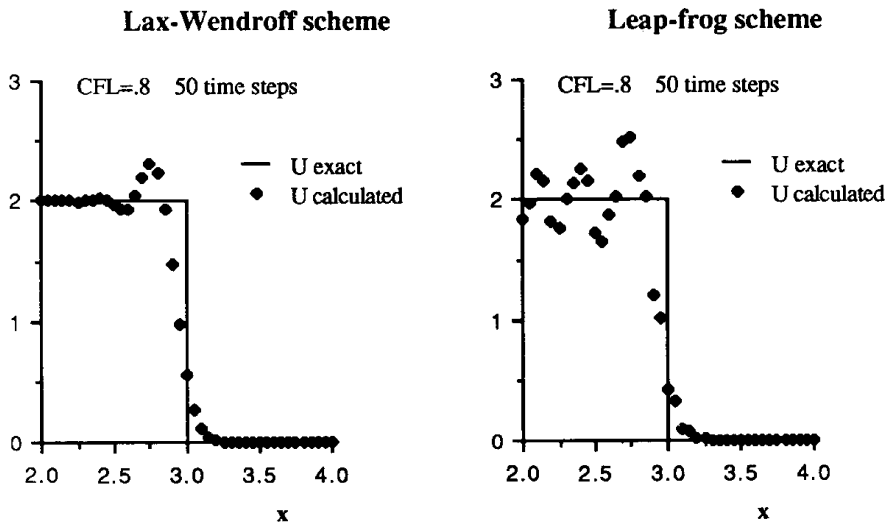 Lax-Wendroff scheme
CFL=.8 50 time steps
U exact
U calculated
3
2
1
0
2.0 2.5 3.0 3.5 4.0
x
Leap-frog scheme
CFL=.8 50 time steps
U exact
U calculated
3
2
1
0
2.0 2.5 3.0 3.5 4.0
x